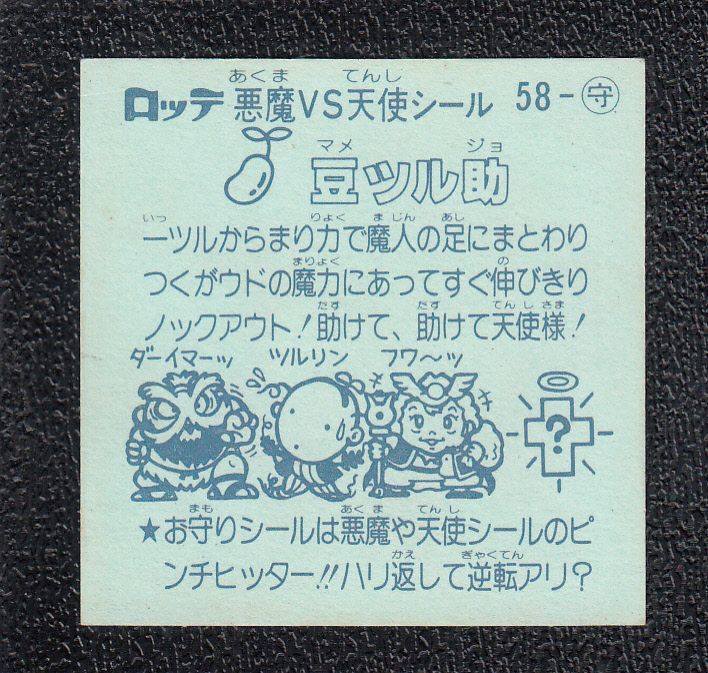 あくま てんし
ロッテ 悪魔VS天使シール 58-守
マメ ジョ
豆ツル助
いっ りょく まじん あし
一ツルからまり力で魔人の足にまとわり
まりょく の
つくがウドの魔力にあってすぐ伸びきり
たす たす てんしさま
ノックアウト!助けて、助けて天使様!
ダーイマーッ ツルリン フワ〜ッ
?
まも あくま てんし
★お守りシールは悪魔や天使シールのピ
かえ ぎゃくてん
ンチヒッター!!ハリ返して逆転アリ?